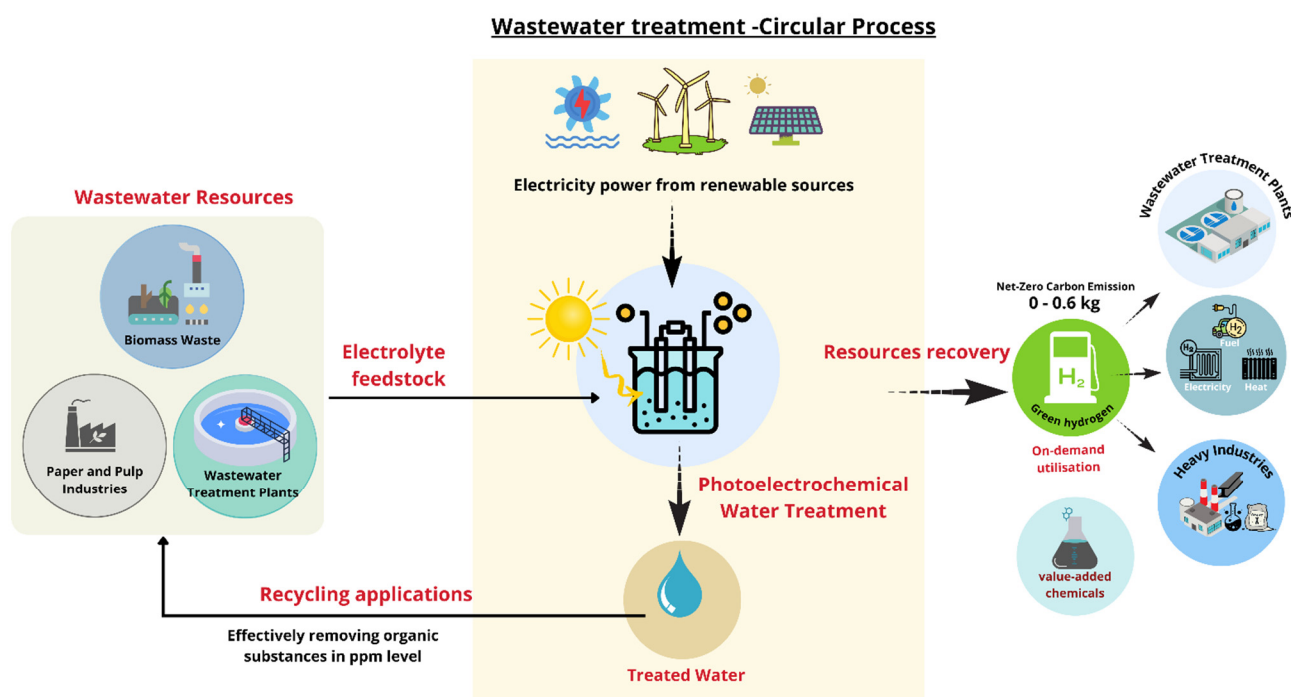 Wastewater treatment -Circular Process
Electricity power from renewable sources
Wastewater Resources
Biomass Waste
Paper and Pulp
Industries
Wastewater
Treatment Plants
Electrolyte
feedstock
Photoelectrochemical
Water Treatment
Treated Water
Recycling applications
Effectively removing organic
substances in ppm level
Resources recovery
Net-Zero Carbon Emission
0 - 0.6 kg
H2
Green hydrogen
On-demand
utilisation
value-added
chemicals
Wastewater Treatment Plants
H2
Fuel
H2
Electricity
Heat
Heavy Industries